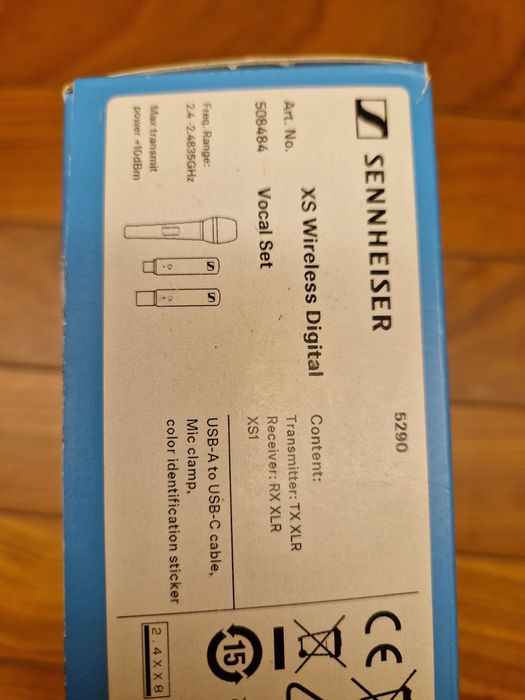 SENNHEISER
5290
XS Wireless Digital
Vocal Set
Art. No.
508484
Freq. Range:
2.4 -2.4835GHz
Max transmit
power +10dBm
Content:
Transmitter: TX XLR
Receiver: RX XLR
XS1
USB-A to USB-C cable,
Mic clamp,
color identification sticker
CE
15
2.4XX8